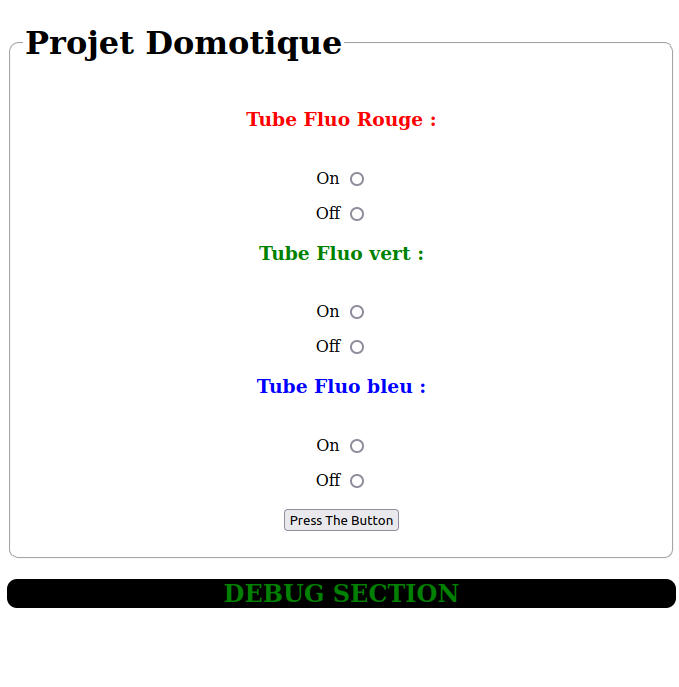 Projet Domotique
Tube Fluo Rouge :
On
Off
Tube Fluo vert :
On
Off
Tube Fluo bleu :
On
Off
Press The Button
DEBUG SECTION